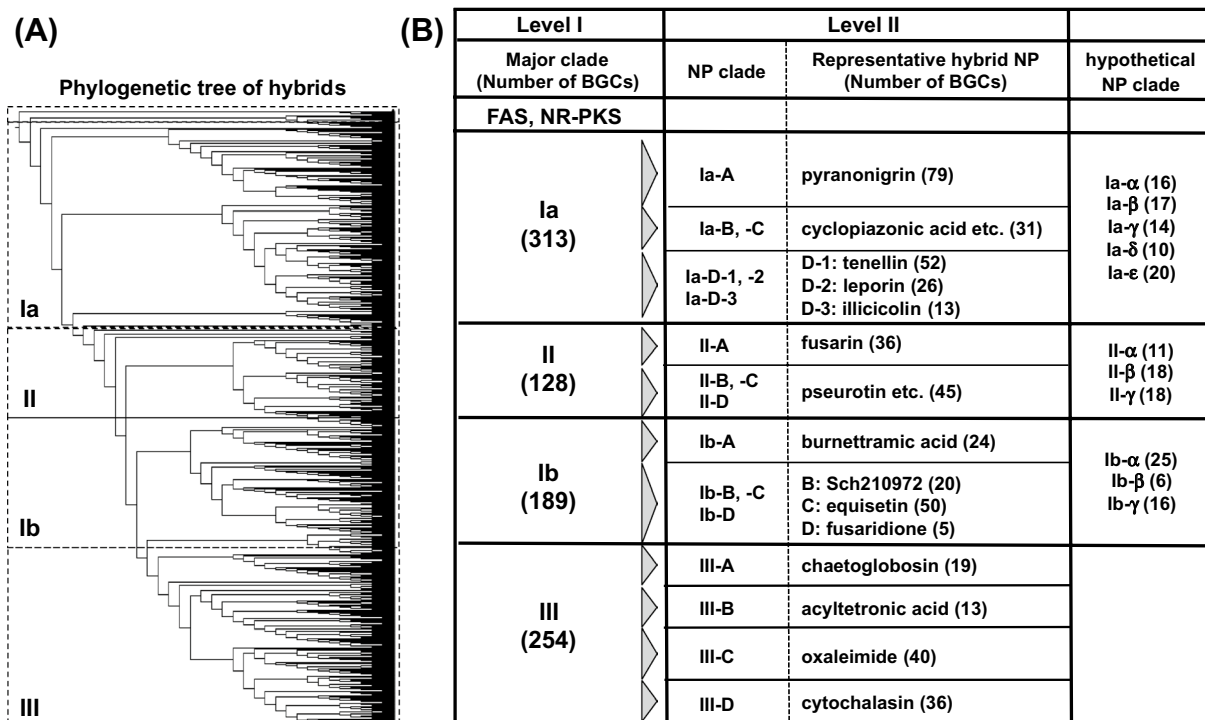 (A)
Phylogenetic tree of hybrids
Ia
II
Ib
III
(B)
Level I
Level II
Major clade
(Number of BGCs)
NP clade
Representative hybrid NP
(Number of BGCs)
hypothetical
NP clade
FAS, NR-PKS
Ia
(313)
Ia-A
pyranonigrin (79)
Ia-B, -C
cyclopiazonic acid etc. (31)
Ia-D-1, -2
Ia-D-3
D-1: tenellin (52)
D-2: leporin (26)
D-3: illicicolin (13)
Ia-α (16)
Ia-β (17)
Ia-γ (14)
Ia-δ (10)
Ia-ε (20)
II
(128)
II-A
fusarin (36)
II-B, -C
II-D
pseurotin etc. (45)
II-α (11)
II-β (18)
II-γ (18)
Ib
(189)
Ib-A
burnettramic acid (24)
Ib-B, -C
Ib-D
B: Sch210972 (20)
C: equisetin (50)
D: fusaridione (5)
Ib-α (25)
Ib-β (6)
Ib-γ (16)
III
(254)
III-A
chaetoglobosin (19)
III-B
acyltetronic acid (13)
III-C
oxaleimide (40)
III-D
cytochalasin (36)